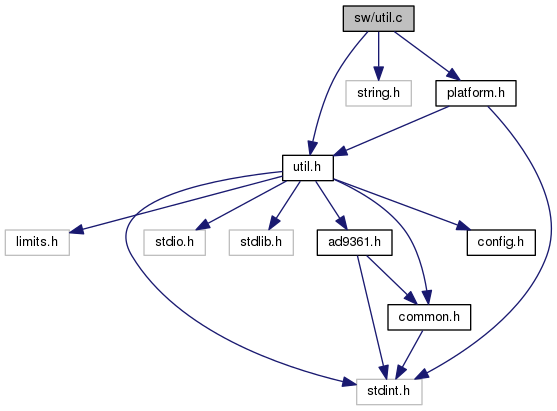 sw/util.c
string.h
platform.h
util.h
limits.h
stdio.h
stdlib.h
ad9361.h
config.h
common.h
stdint.h